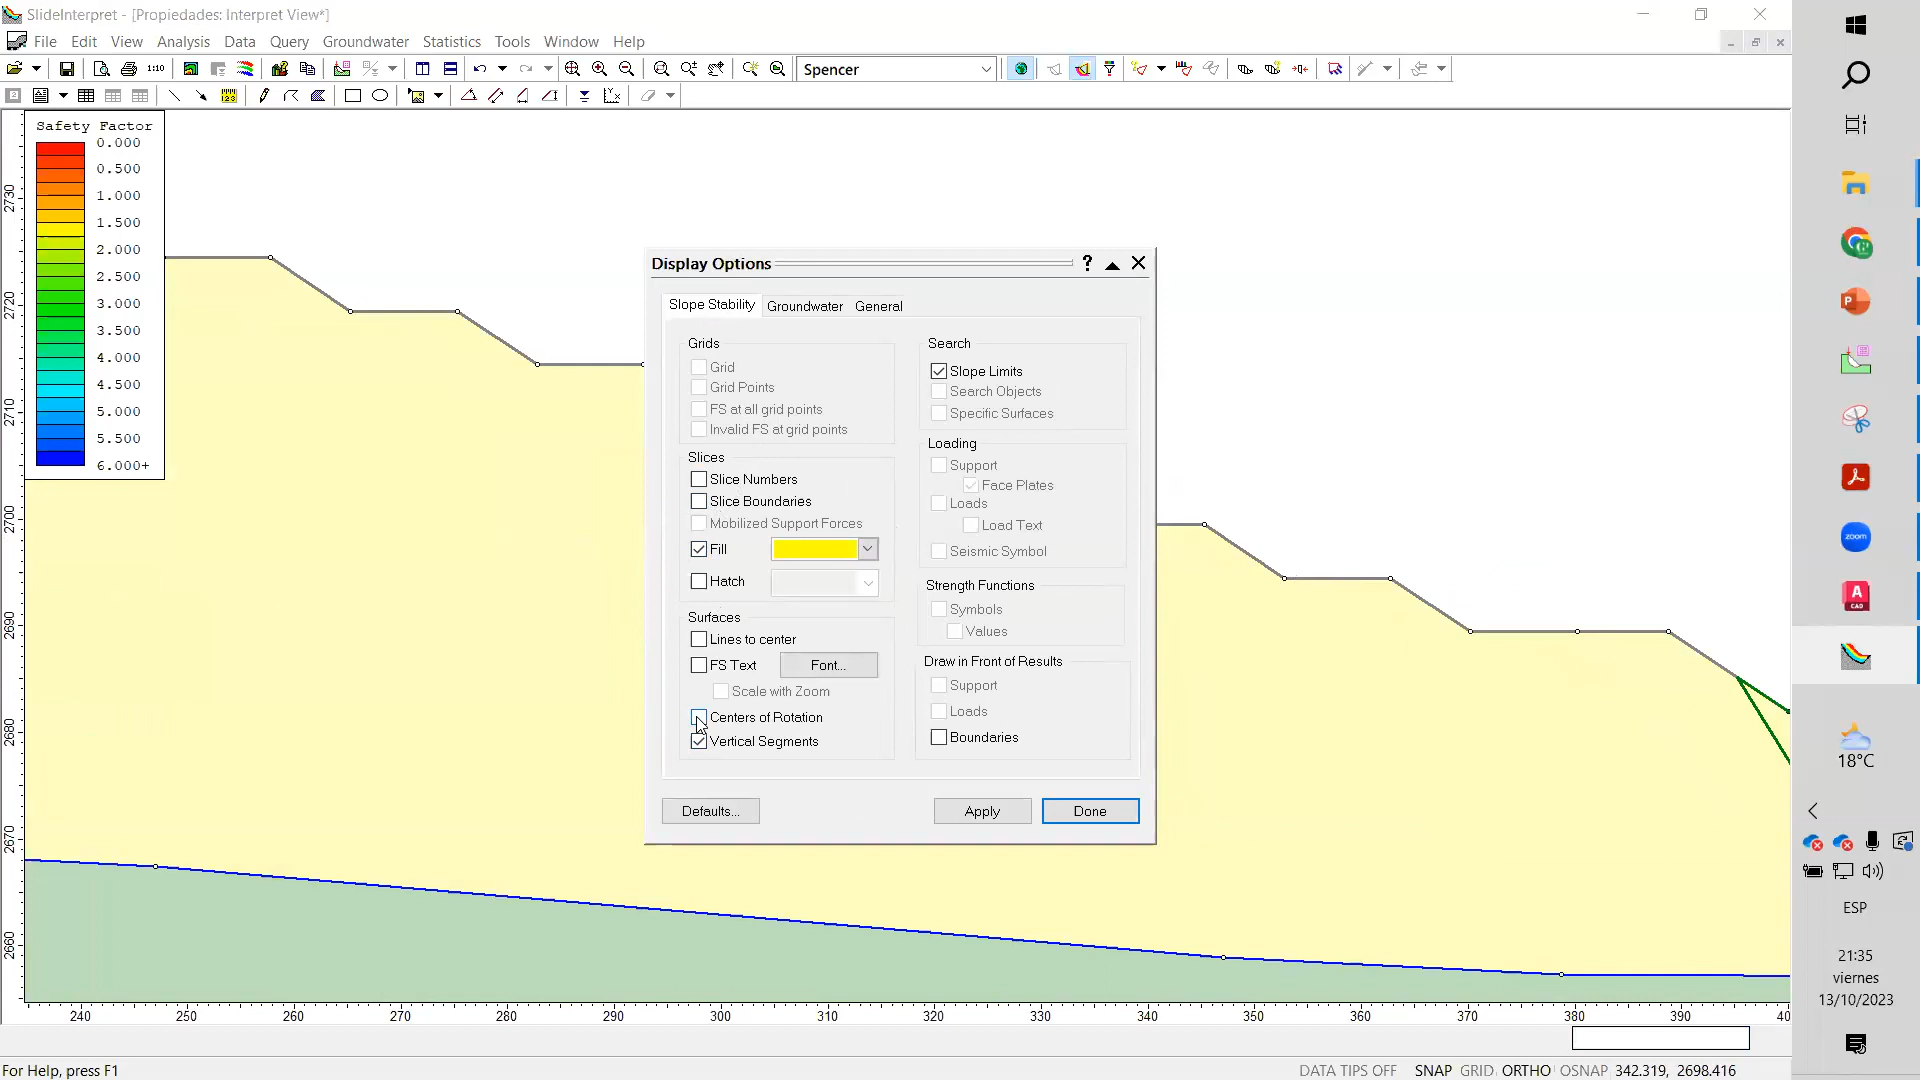 SlideInterpret - [Propiedades: Interpret View*]
File Edit View Analysis Data Query Groundwater Statistics Tools Window Help
1:10
Spencer
123
Safety Factor
0.000
0.500
1.000
1.500
2.000
2.500
3.000
3.500
4.000
4.500
5.000
5.500
6.000+
2730
2720
2710
2700
2690
2680
2670
2660
Display Options
?
Slope Stability Groundwater General
Grids
Grid
Grid Points
FS at all grid points
Invalid FS at grid points
Slices
Slice Numbers
Slice Boundaries
Mobilized Support Forces
Fill
Hatch
Surfaces
Lines to center
FS Text Font...
Scale with Zoom
Centers of Rotation
Vertical Segments
Search
Slope Limits
Search Objects
Specific Surfaces
Loading
Support
Face Plates
Loads
Load Text
Seismic Symbol
Strength Functions
Symbols
Values
Draw in Front of Results
Support
Loads
Boundaries
Defaults... Apply Done
240 250 260 270 280 290 300 310 320 330 340 350 360 370 380 390 40
For Help, press F1
DATA TIPS OFF SNAP GRID ORTHO OSNAP 342.319, 2698.416
zoom
A
CAD
18°C
ESP
21:35
viernes
13/10/2023